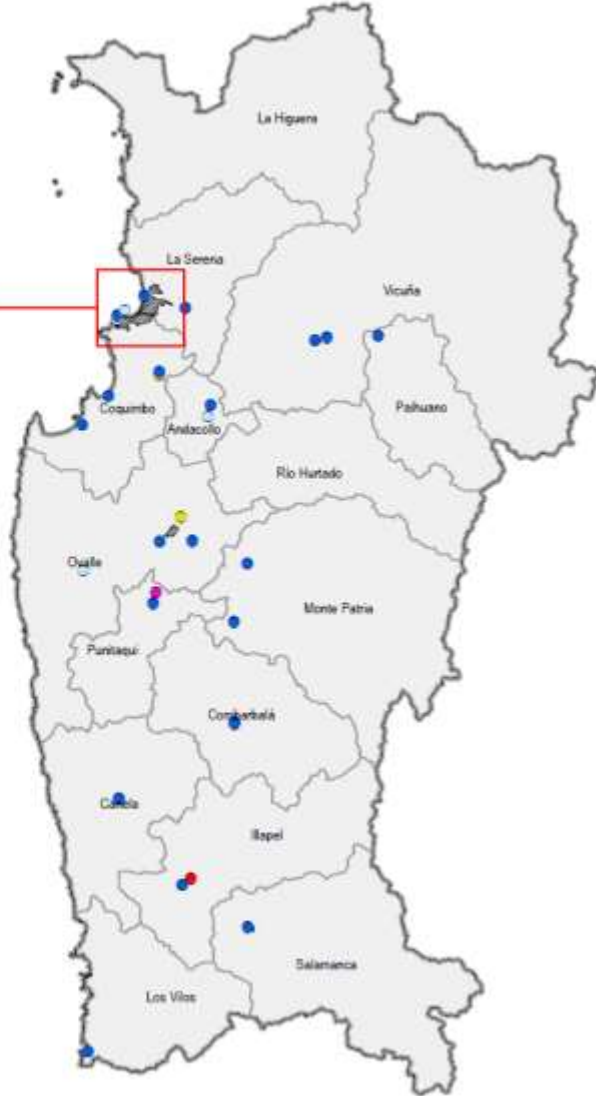 La Higuera
La Serena
Vicuña
Coquimbo
Paihuano
Andacollo
Río Hurtado
Ovalle
Monte Patria
Punitaqui
Combarbalá
Canela
Illapel
Salamanca
Los Vilos